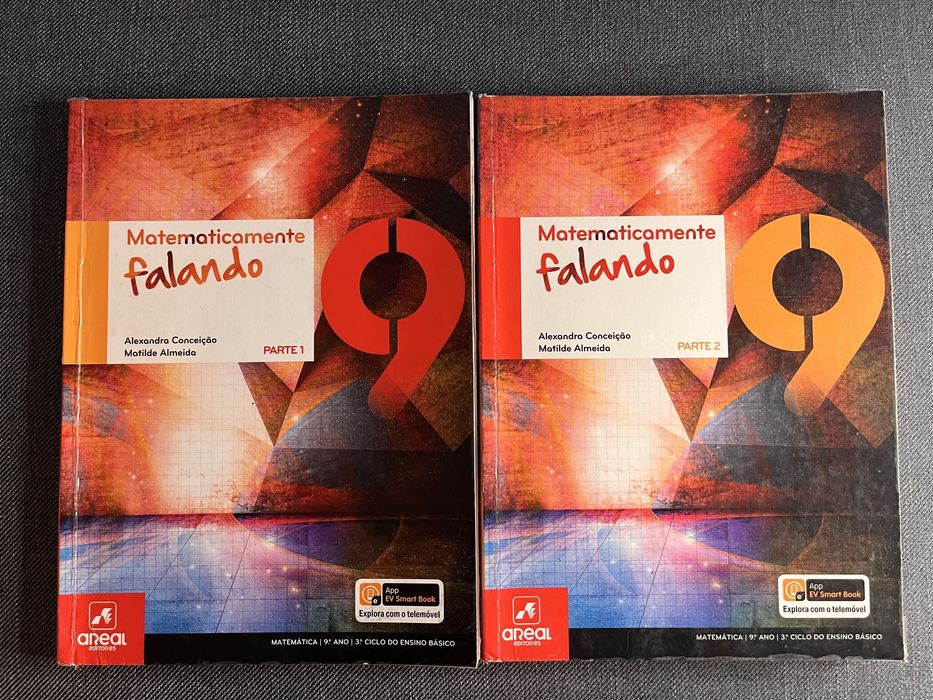 Matematicamente
falando
9
Alexandra Conceição
Matilde Almeida
PARTE 1
App
EV Smart Book
Explora com o telemóvel
AREAL
EDITORES
MATEMÁTICA | 9.º ANO | 3.º CICLO DO ENSINO BÁSICO
Matematicamente
falando
9
Alexandra Conceição
Matilde Almeida
PARTE 2
App
EV Smart Book
Explora com o telemóvel
AREAL
EDITORES
MATEMÁTICA | 9.º ANO | 3.º CICLO DO ENSINO BÁSICO